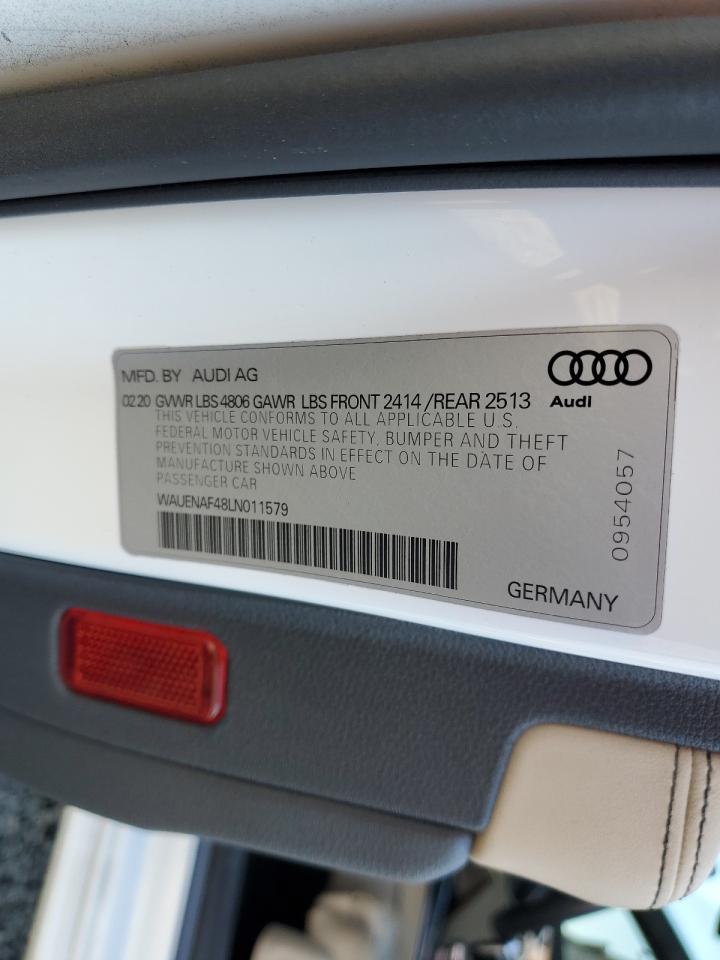 MFD. BY AUDI AG
02.20 GVWR LBS 4806 GAWR LBS FRONT 2414 /REAR 2513
THIS VEHICLE CONFORMS TO ALL APPLICABLE U.S.
FEDERAL MOTOR VEHICLE SAFETY, BUMPER AND THEFT
PREVENTION STANDARDS IN EFFECT ON THE DATE OF
MANUFACTURE SHOWN ABOVE
PASSENGER CAR
WAUENAF48LN011579
Audi
0954057
GERMANY